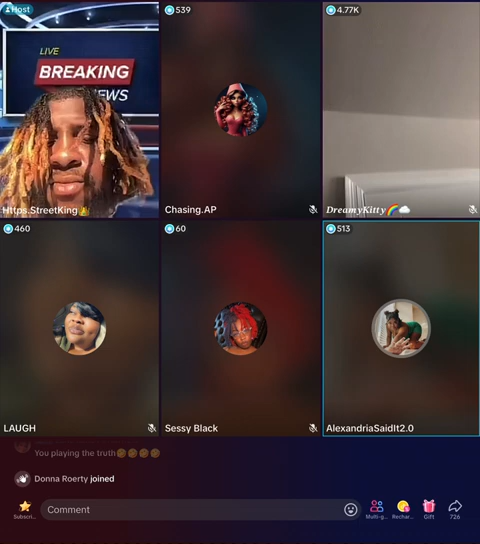 Host
539
4.77K
LIVE
BREAKING
EWS
Https.StreetKing
Chasing.AP
DreamyKitty🌈☁️
460
60
513
LAUGH
Sessy Black
AlexandriaSaidIt2.0
You playing the truth
Donna Roerty joined
Comment
Subscri...
Multi-g...
Rechar...
Gift
726